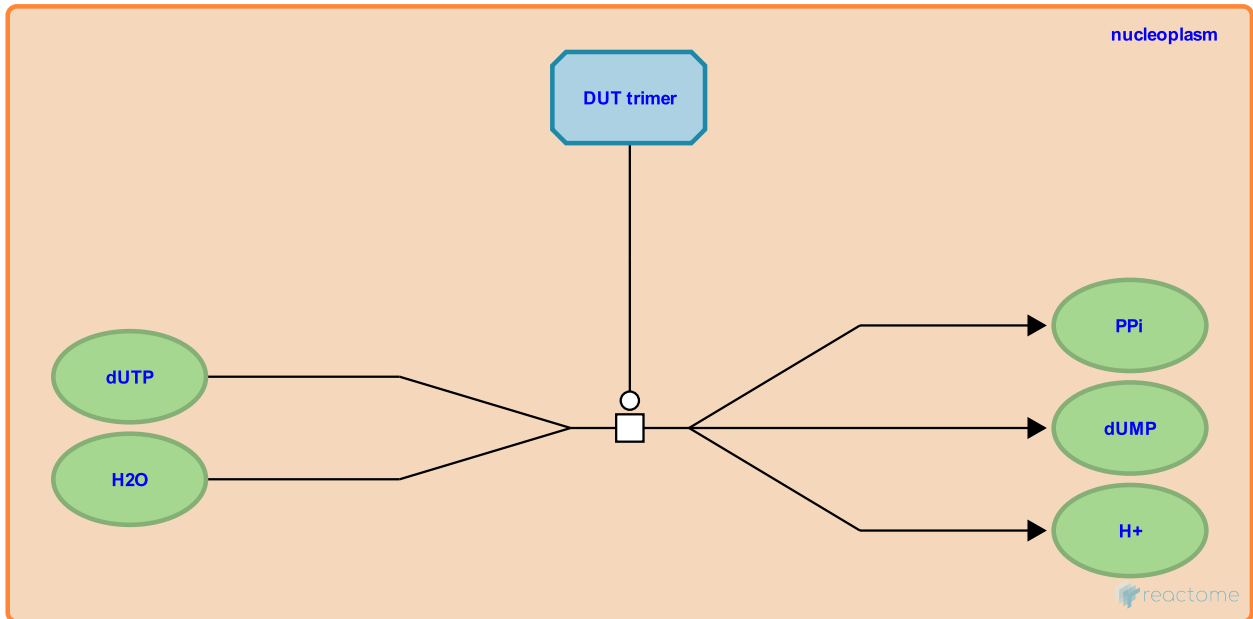 nucleoplasm
DUT trimer
dUTP
H2O
PPi
dUMP
H+
reactome